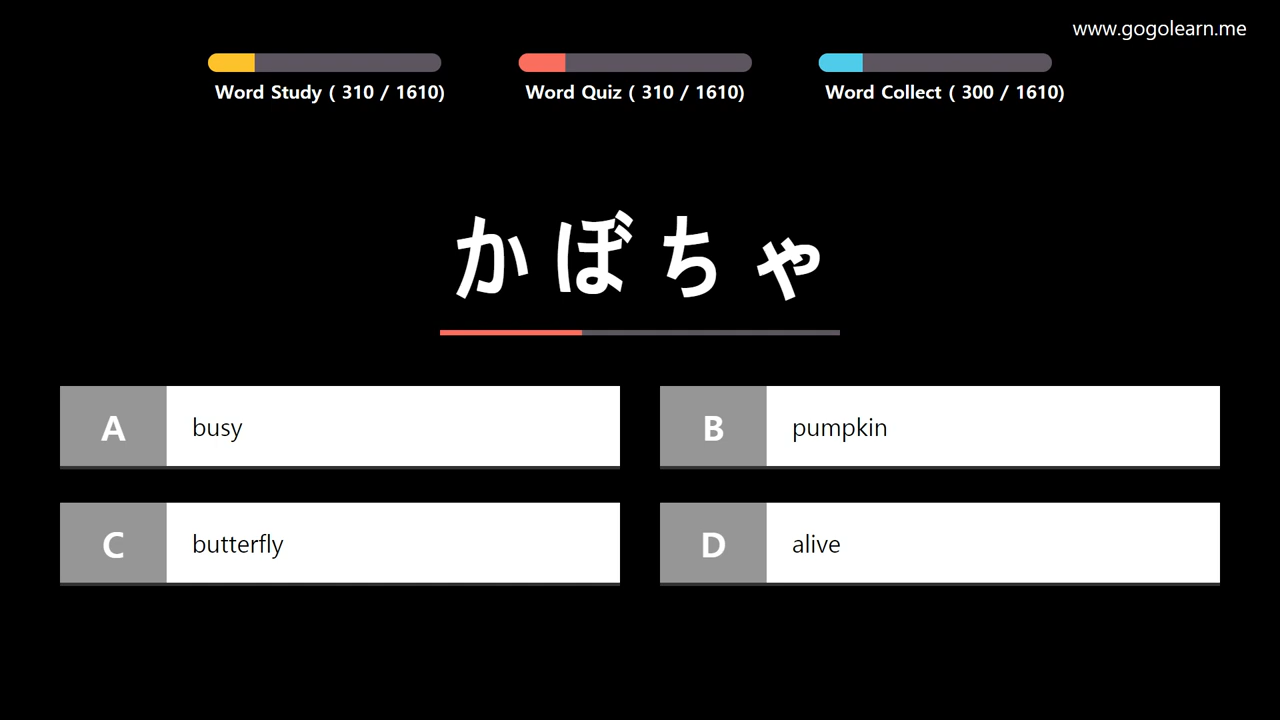 www.gogolearn.me
Word Study ( 310 / 1610)
Word Quiz ( 310 / 1610)
Word Collect ( 300 / 1610)
かぼちゃ
A busy
B pumpkin
C butterfly
D alive